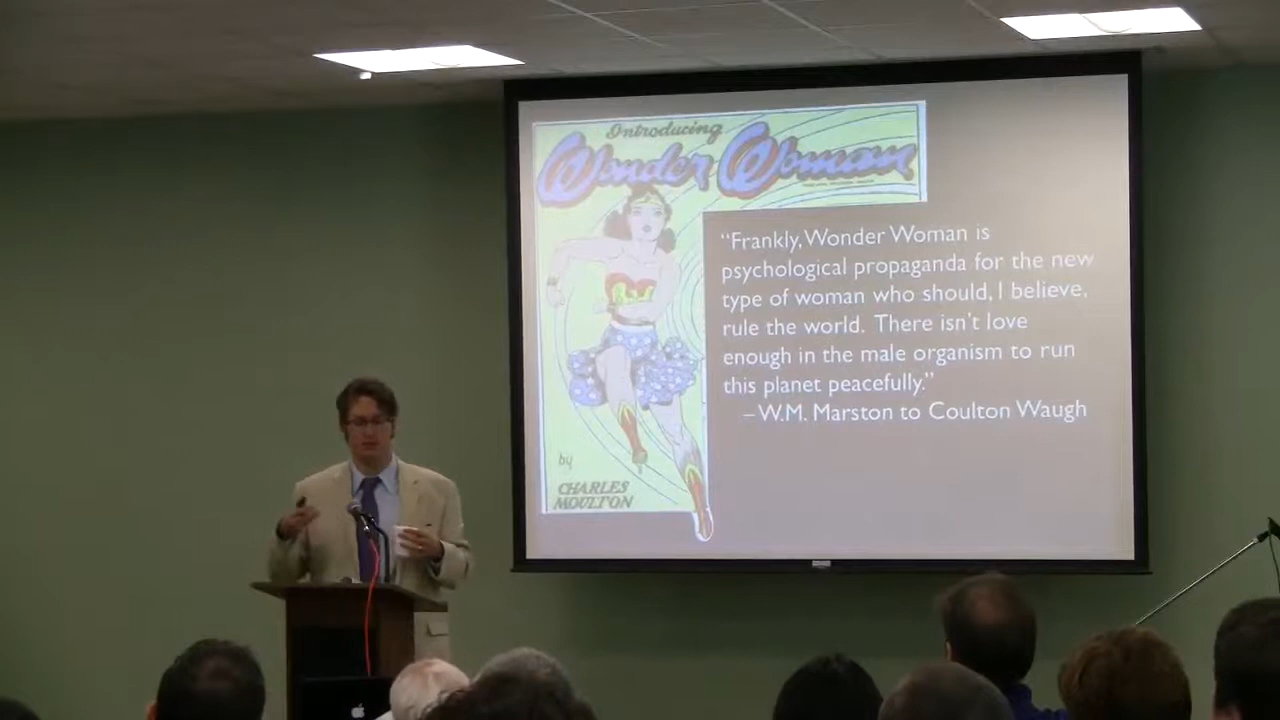 Introducing
Wonder Woman
"Frankly, Wonder Woman is
psychological propaganda for the new
type of woman who should, I believe,
rule the world. There isn't love
enough in the male organism to run
this planet peacefully."
– W.M. Marston to Coulton Waugh
by
CHARLES
MOULTON